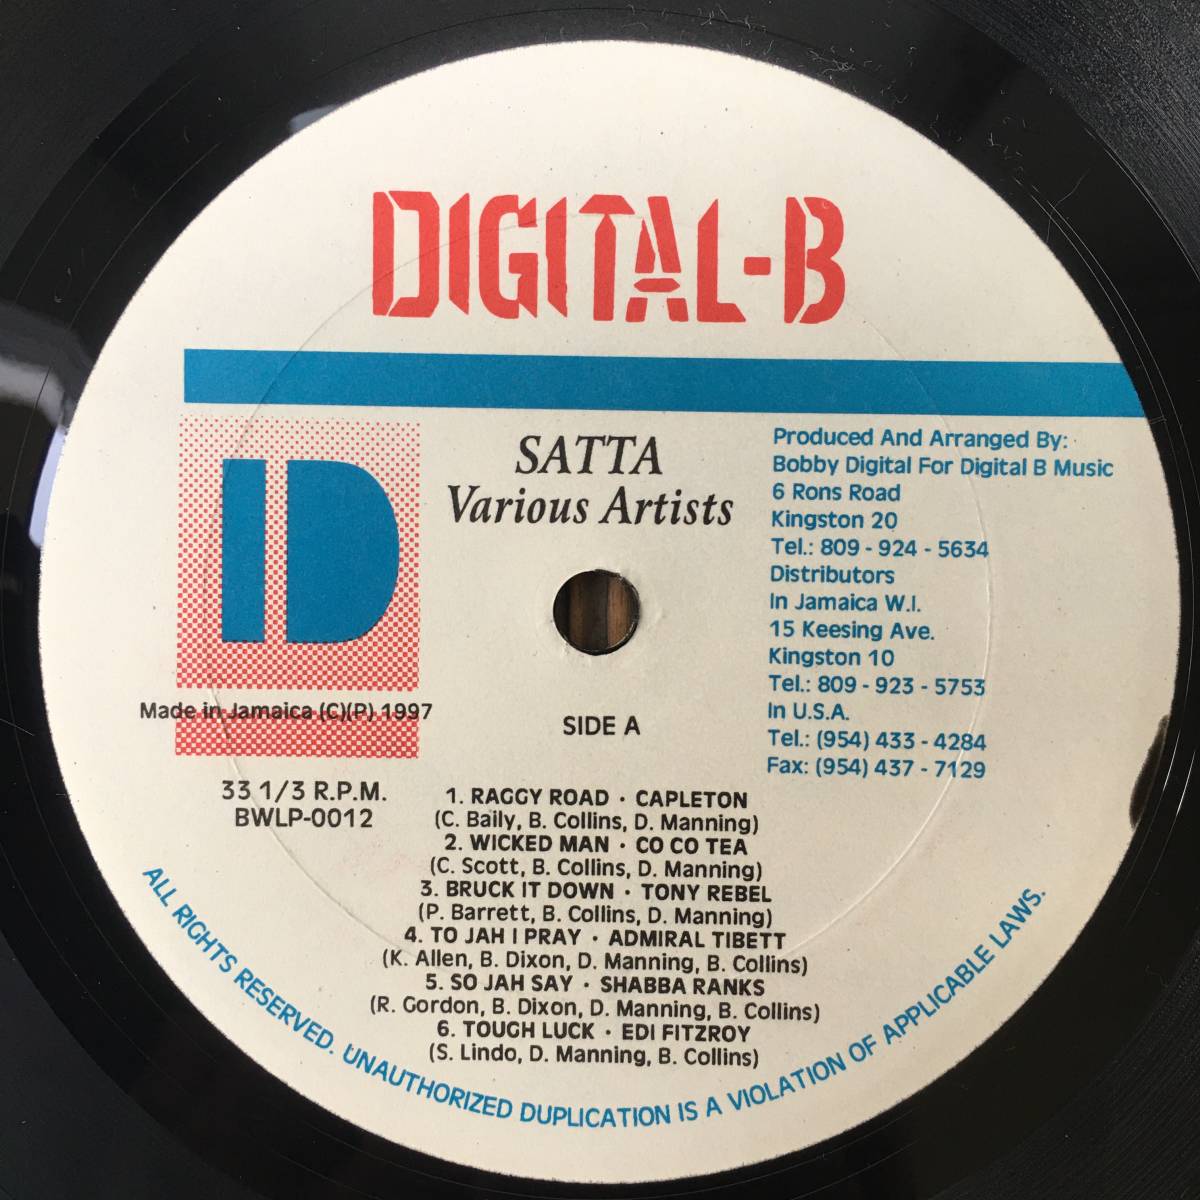 DIGITAL-B
SATTA
Various Artists
Produced And Arranged By:
Bobby Digital For Digital B Music
6 Rons Road
Kingston 20
Tel.: 809 - 924 - 5634
Distributors
In Jamaica W.I.
15 Keesing Ave.
Kingston 10
Tel.: 809 - 923 - 5753
In U.S.A.
Tel.: (954) 433 - 4284
Fax: (954) 437 - 7129
D
Made in Jamaica (C)(P) 1997
SIDE A
33 1/3 R.P.M.
BWLP-0012
1. RAGGY ROAD · CAPLETON
(C. Baily, B. Collins, D. Manning)
2. WICKED MAN · CO CO TEA
(C. Scott, B. Collins, D. Manning)
3. BRUCK IT DOWN · TONY REBEL
(P. Barrett, B. Collins, D. Manning)
4. TO JAH I PRAY · ADMIRAL TIBETT
(K. Allen, B. Dixon, D. Manning, B. Collins)
5. SO JAH SAY · SHABBA RANKS
(R. Gordon, B. Dixon, D. Manning, B. Collins)
6. TOUGH LUCK · EDI FITZROY
(S. Lindo, D. Manning, B. Collins)
ALL RIGHTS RESERVED. UNAUTHORIZED DUPLICATION IS A VIOLATION OF APPLICABLE LAWS.